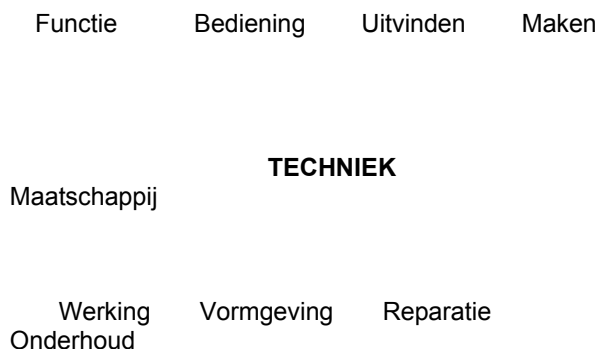 Functie Bediening Uitvinden Maken
TECHNIEK
Maatschappij
Werking Vormgeving Reparatie
Onderhoud